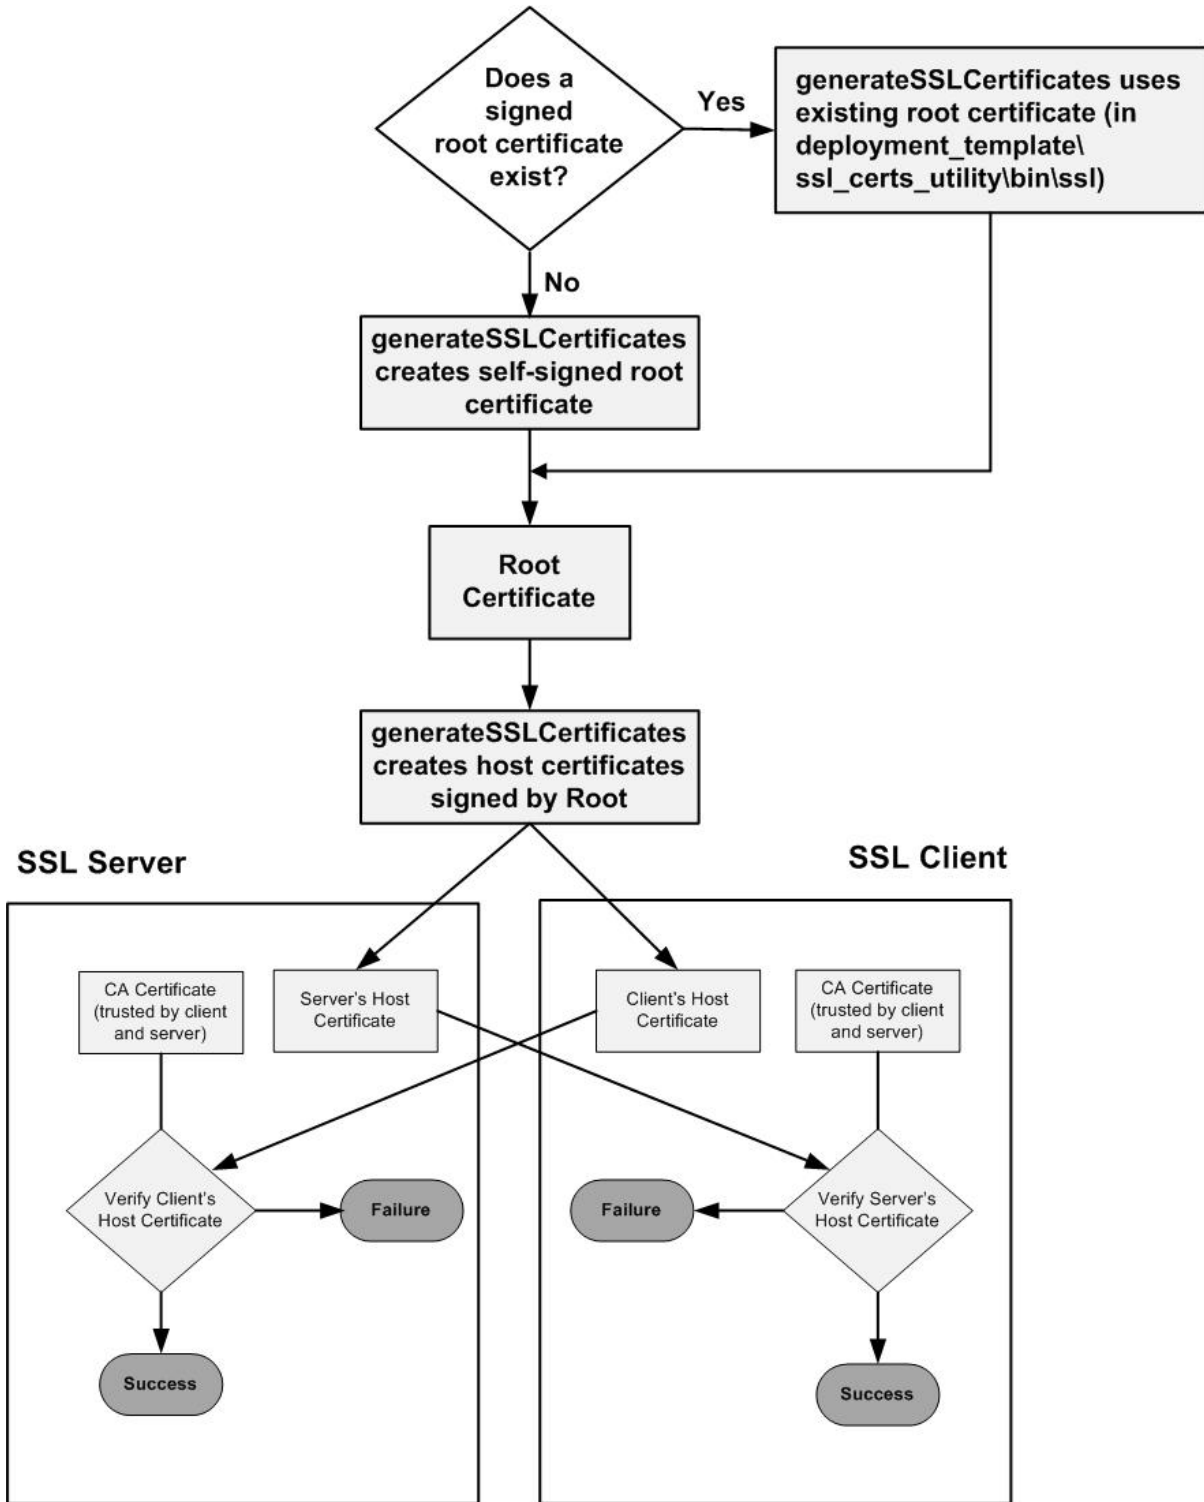 Does a
signed
root certificate
exist?
Yes
generateSSLCertificates uses
existing root certificate (in
deployment_template\
ssl_certs_utility\bin\ssl)
No
generateSSLCertificates
creates self-signed root
certificate
Root
Certificate
generateSSLCertificates
creates host certificates
signed by Root
SSL Server
SSL Client
CA Certificate
(trusted by client
and server)
Server's Host
Certificate
Client's Host
Certificate
CA Certificate
(trusted by client
and server)
Verify Client's
Host Certificate
Failure
Failure
Verify Server's
Host Certificate
Success
Success